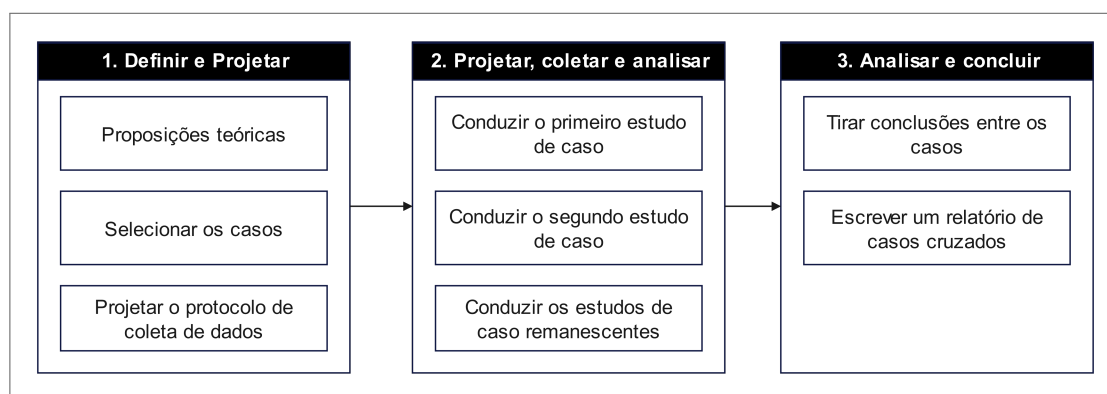 1. Definir e Projetar
Proposições teóricas
Selecionar os casos
Projetar o protocolo de
coleta de dados
2. Projetar, coletar e analisar
Conduzir o primeiro estudo
de caso
Conduzir o segundo estudo
de caso
Conduzir os estudos de
caso remanescentes
3. Analisar e concluir
Tirar conclusões entre os
casos
Escrever um relatório de
casos cruzados